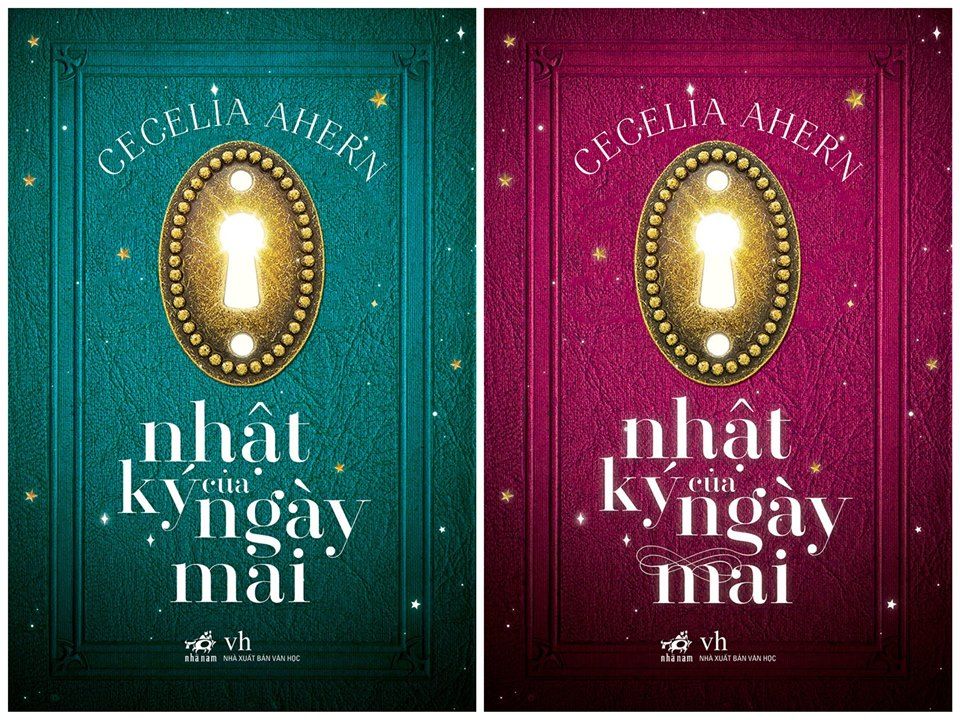 CECELIA AHERN
nhật
ký của ngày
mai
nhã nam
vh
NHÀ XUẤT BẢN VĂN HỌC
CECELIA AHERN
nhật
ký của ngày
mai
nhã nam
vh
NHÀ XUẤT BẢN VĂN HỌC